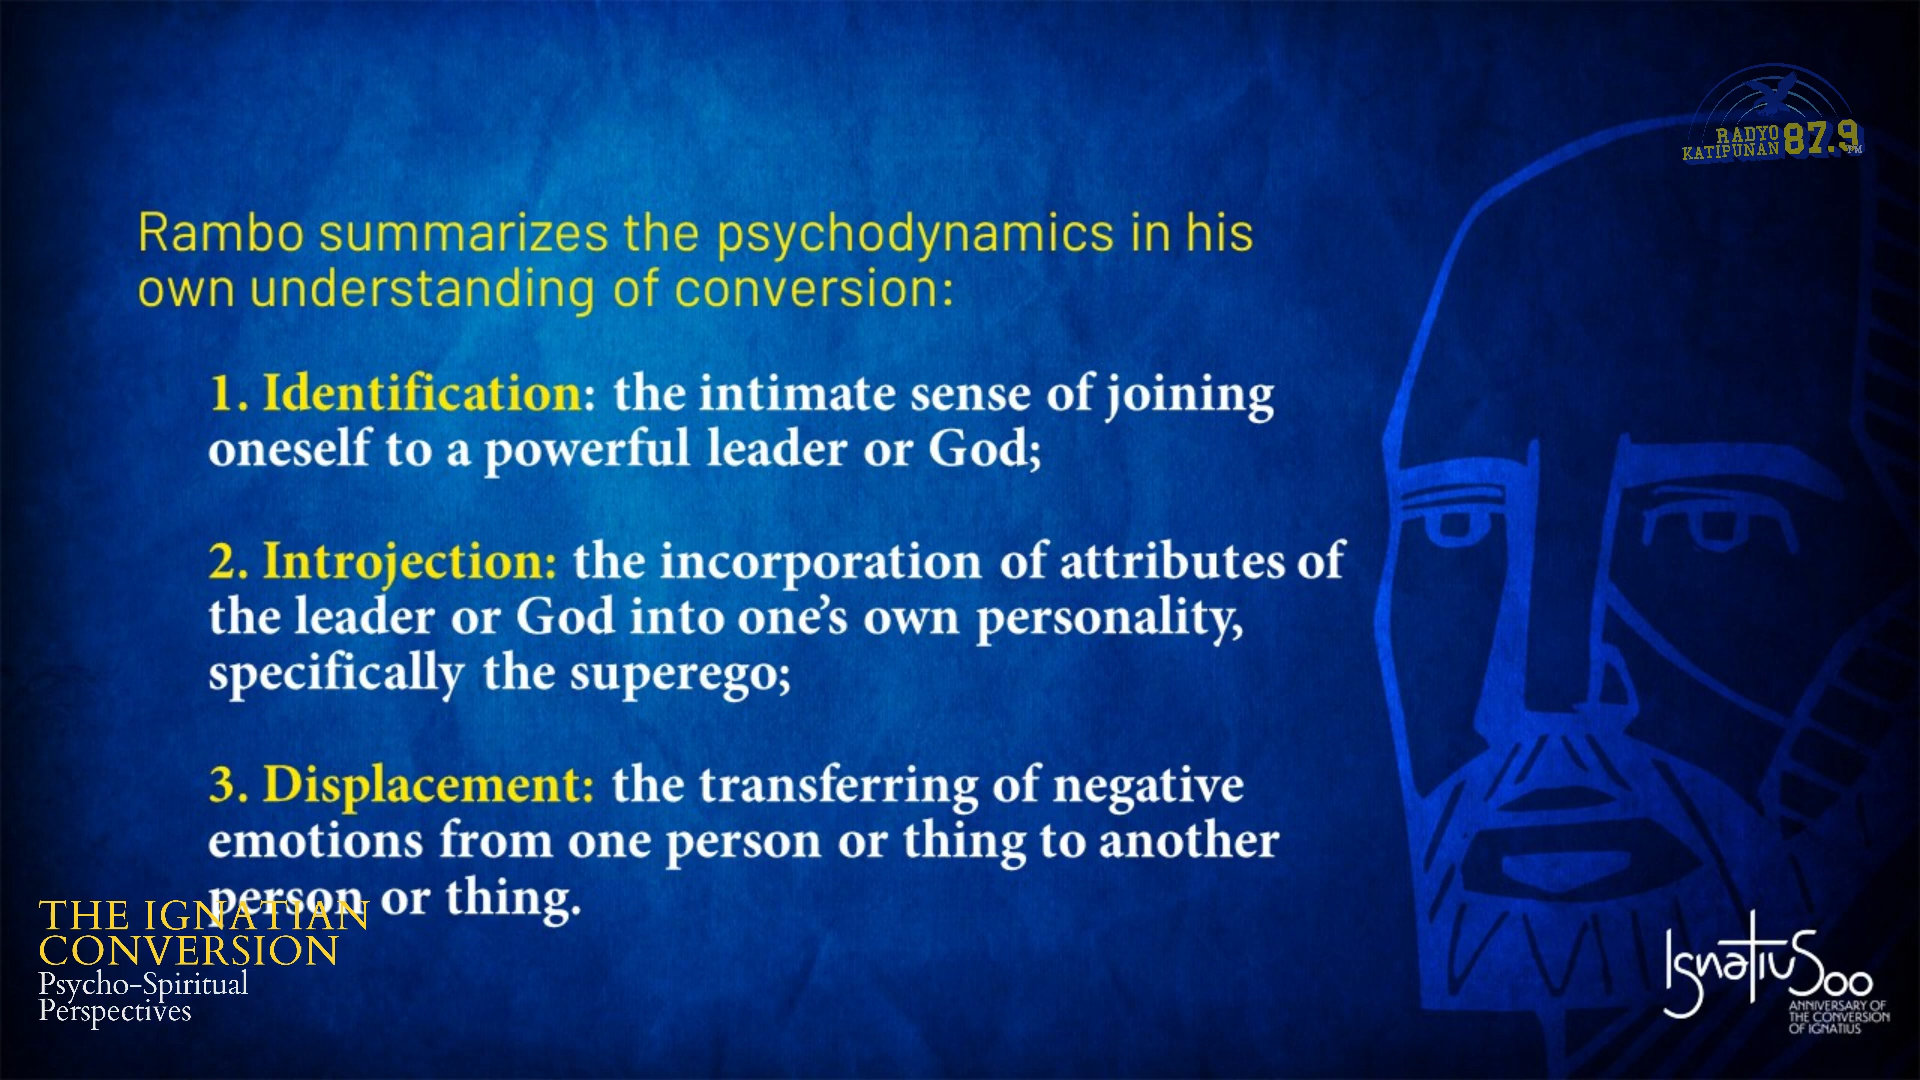 RADYO
KATIPUNAN 87.9 FM
Rambo summarizes the psychodynamics in his
own understanding of conversion:
1. Identification: the intimate sense of joining
oneself to a powerful leader or God;
2. Introjection: the incorporation of attributes of
the leader or God into one’s own personality,
specifically the superego;
3. Displacement: the transferring of negative
emotions from one person or thing to another
person or thing.
THE IGNATIAN
CONVERSION
Psycho-Spiritual
Perspectives
Ignatius500
ANNIVERSARY OF
THE CONVERSION
OF IGNATIUS